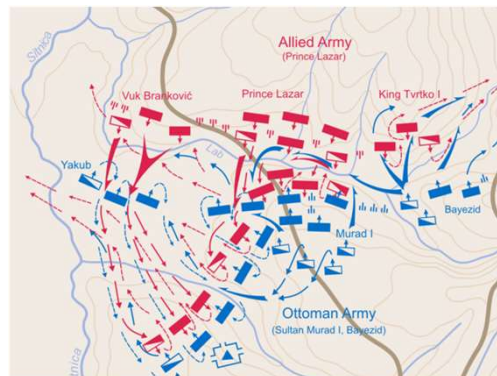 Allied Army
(Prince Lazar)
Sitnica
Vuk Branković
Prince Lazar
King Tvrtko I
Lab
Yakub
Bayezid
Murad I
Ottoman Army
(Sultan Murad I, Bayezid)
Sitnica